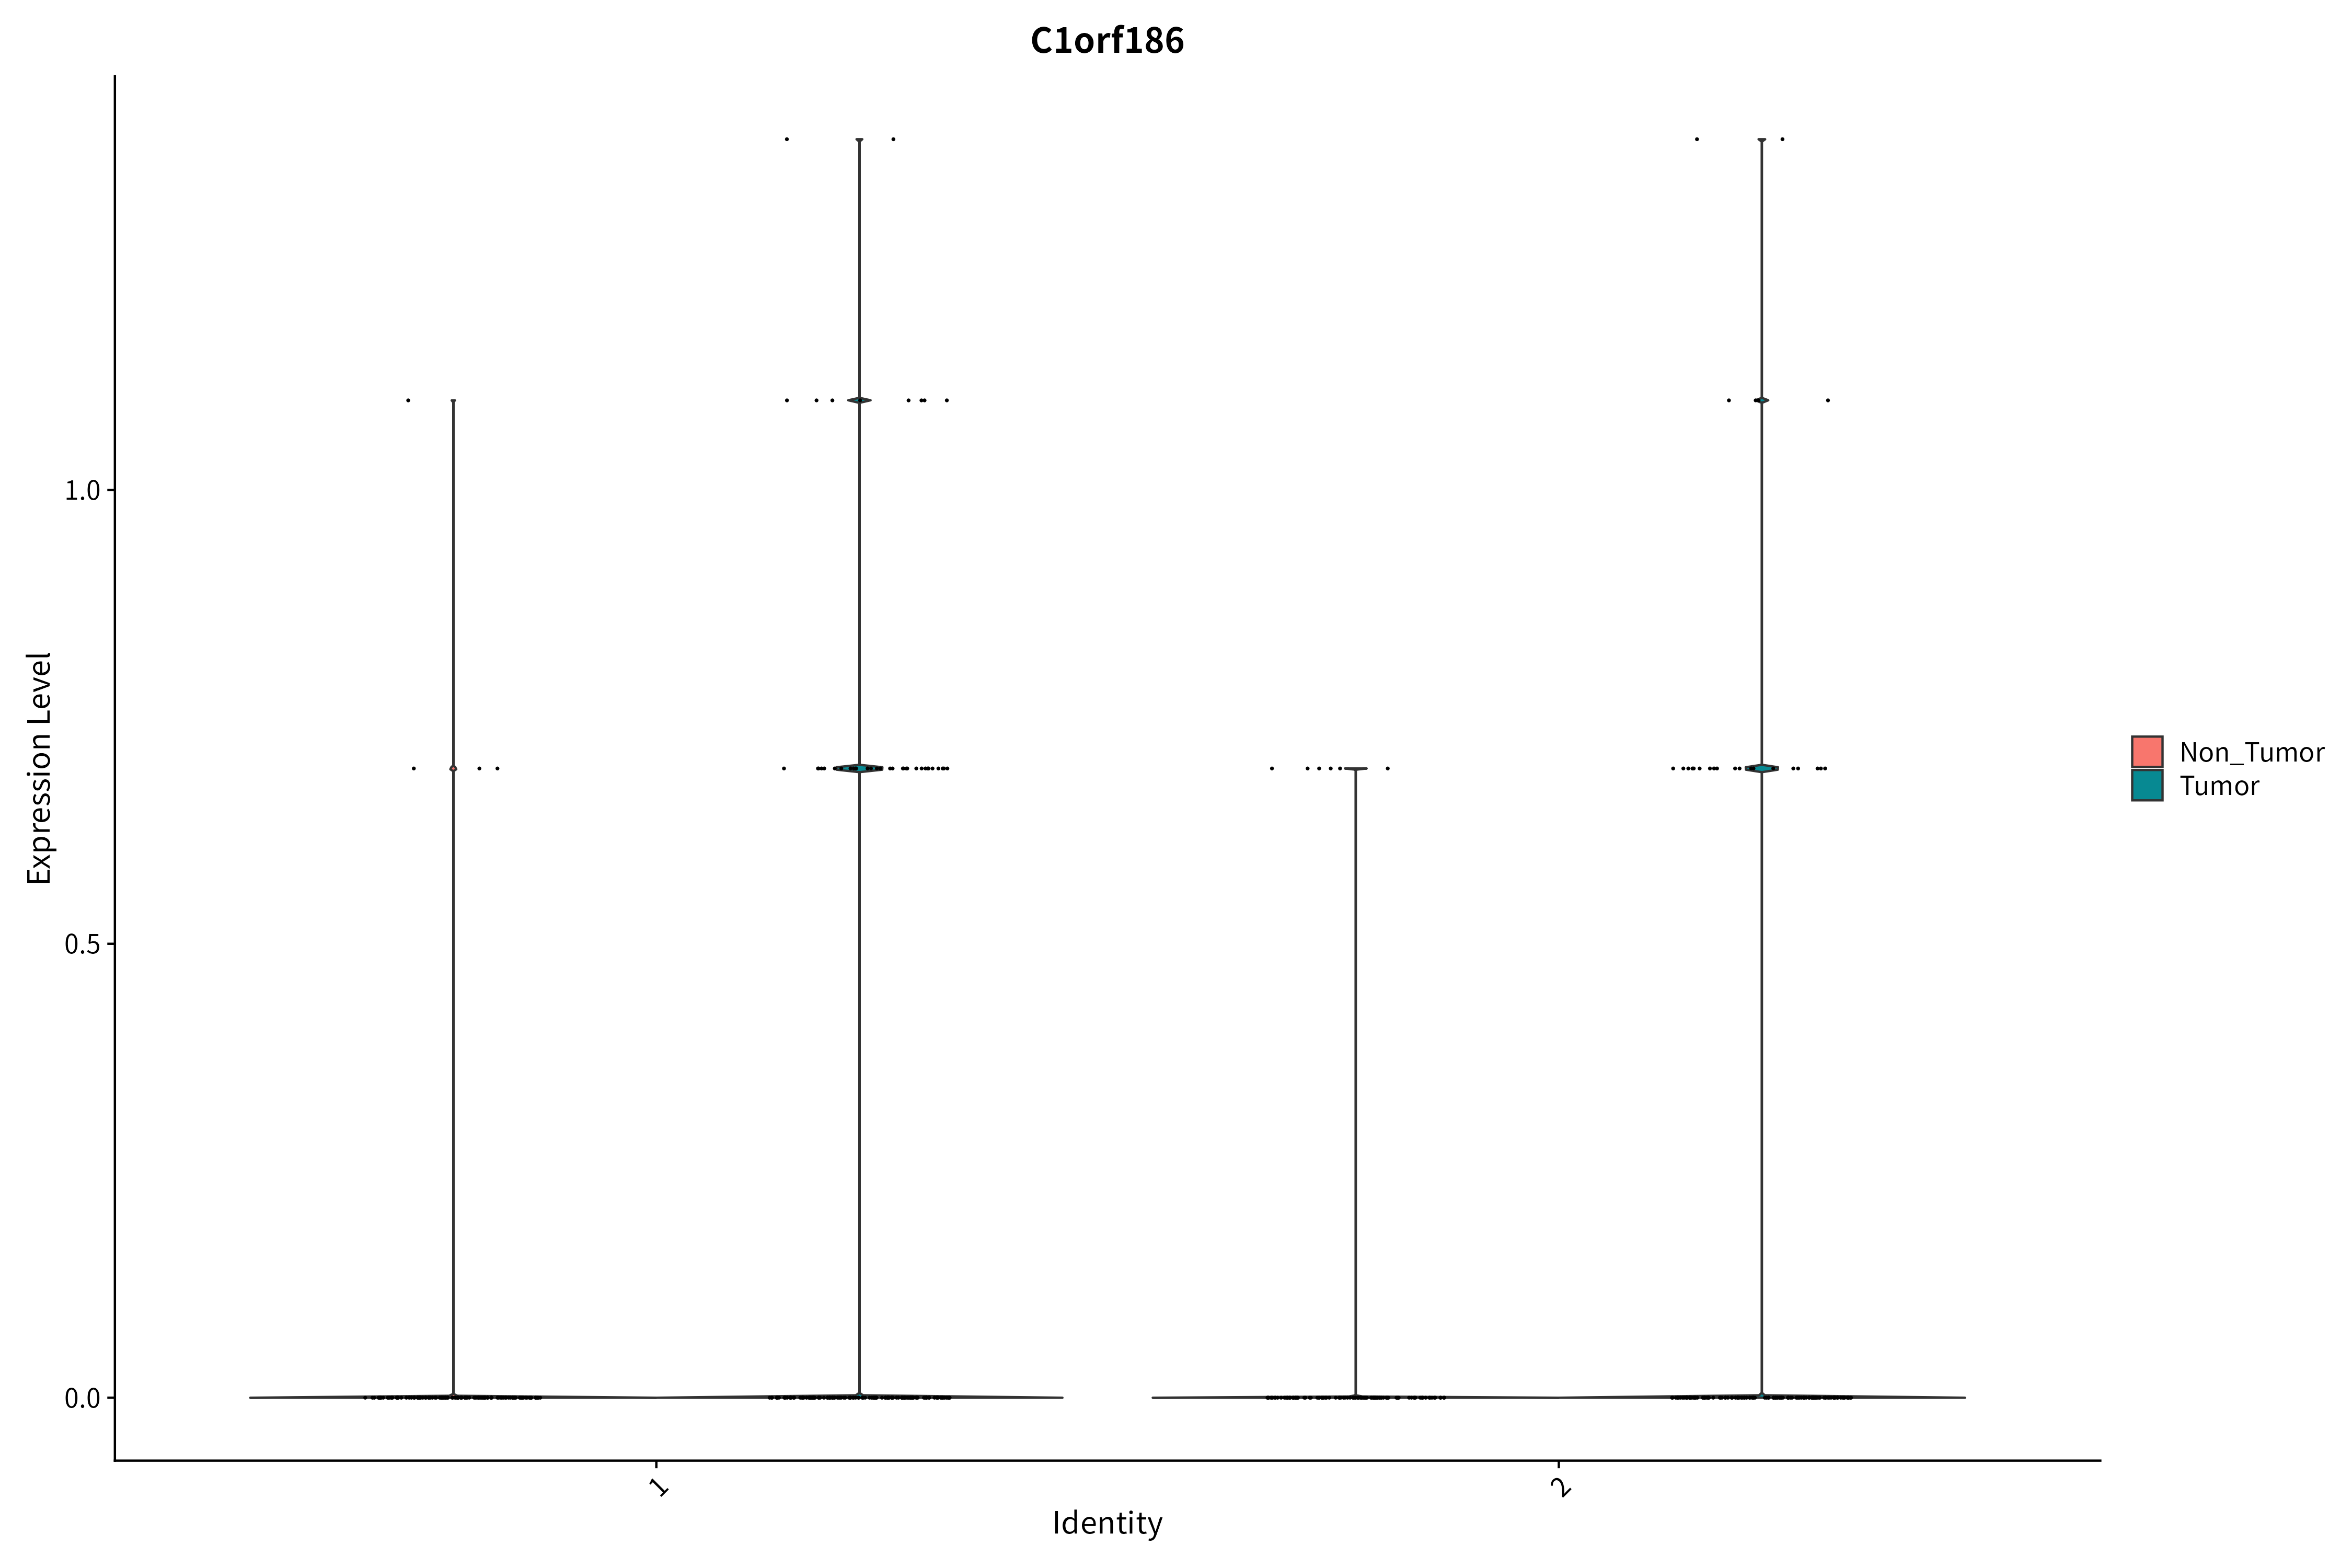 C1orf186
Expression Level
1.0
0.5
0.0
1
2
Identity
Non_Tumor
Tumor